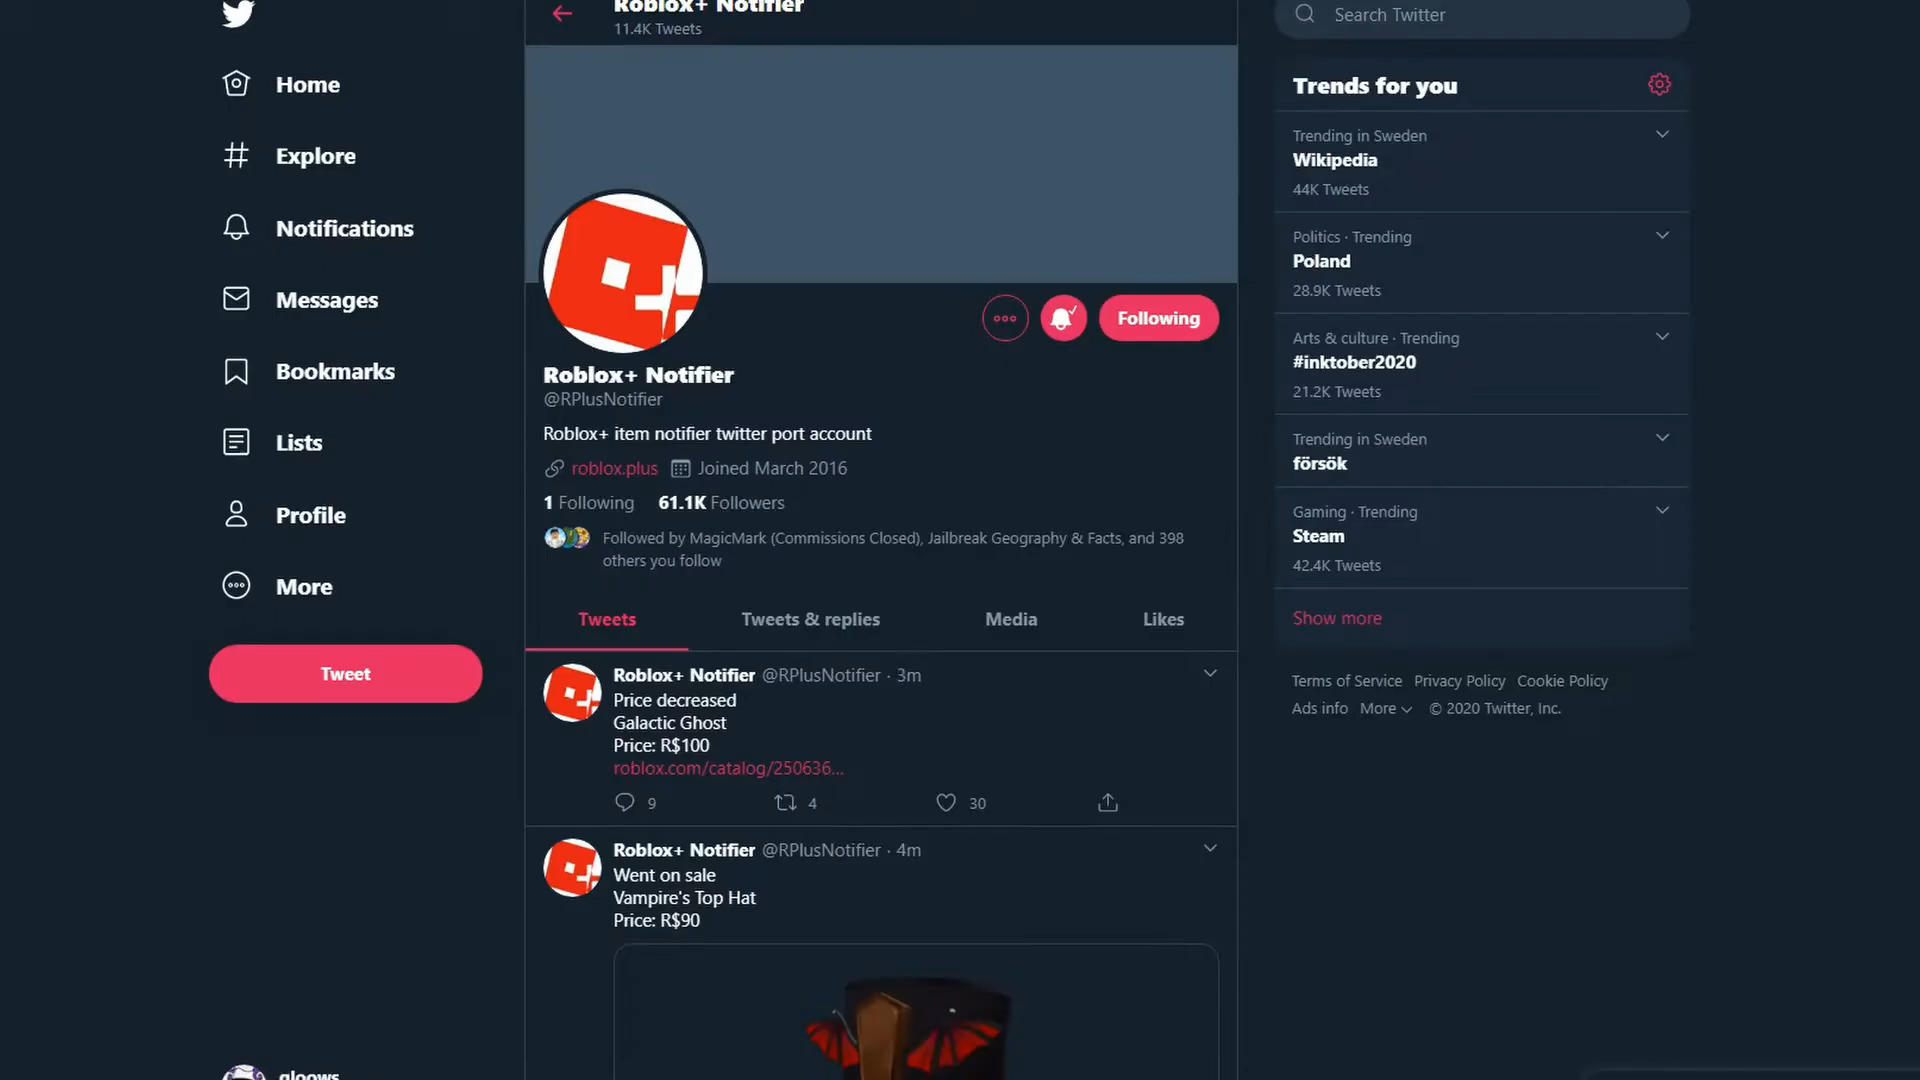 Home
Explore
Notifications
Messages
Bookmarks
Lists
Profile
More
Tweet
gloows
Roblox+ Notifier
11.4K Tweets
Following
Roblox+ Notifier
@RPlusNotifier
Roblox+ item notifier twitter port account
roblox.plus Joined March 2016
1 Following 61.1K Followers
Followed by MagicMark (Commissions Closed), Jailbreak Geography & Facts, and 398
others you follow
Tweets Tweets & replies Media Likes
Roblox+ Notifier @RPlusNotifier · 3m
Price decreased
Galactic Ghost
Price: R$100
roblox.com/catalog/250636...
9 4 30
Roblox+ Notifier @RPlusNotifier · 4m
Went on sale
Vampire's Top Hat
Price: R$90
Search Twitter
Trends for you
Trending in Sweden
Wikipedia
44K Tweets
Politics · Trending
Poland
28.9K Tweets
Arts & culture · Trending
#inktober2020
21.2K Tweets
Trending in Sweden
försök
Gaming · Trending
Steam
42.4K Tweets
Show more
Terms of Service Privacy Policy Cookie Policy
Ads info More © 2020 Twitter, Inc.